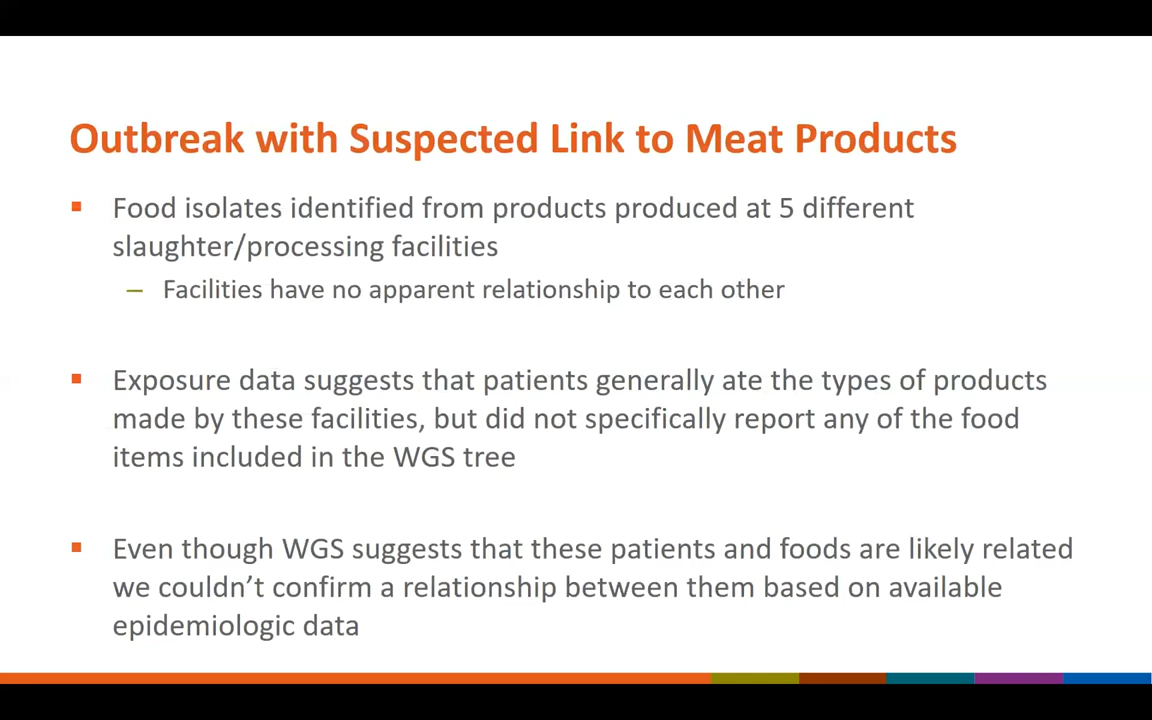 Outbreak with Suspected Link to Meat Products
▪ Food isolates identified from products produced at 5 different
slaughter/processing facilities
– Facilities have no apparent relationship to each other
▪ Exposure data suggests that patients generally ate the types of products
made by these facilities, but did not specifically report any of the food
items included in the WGS tree
▪ Even though WGS suggests that these patients and foods are likely related
we couldn’t confirm a relationship between them based on available
epidemiologic data